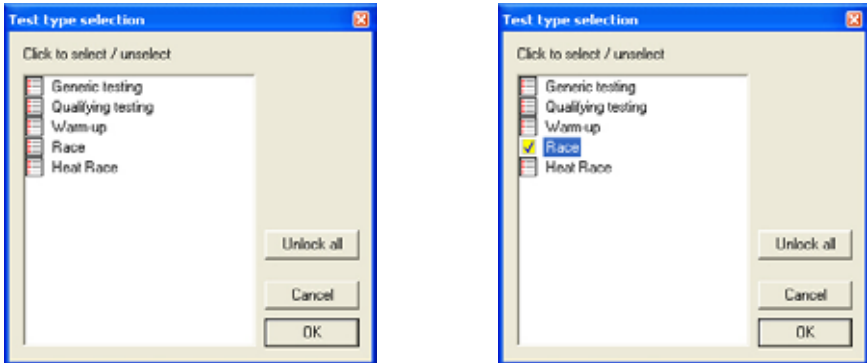 Test type selection
Click to select / unselect
Generic testing
Qualifying testing
Warm-up
Race
Heat Race
Unlock all
Cancel
OK
Test type selection
Click to select / unselect
Generic testing
Qualifying testing
Warm-up
Race
Heat Race
Unlock all
Cancel
OK